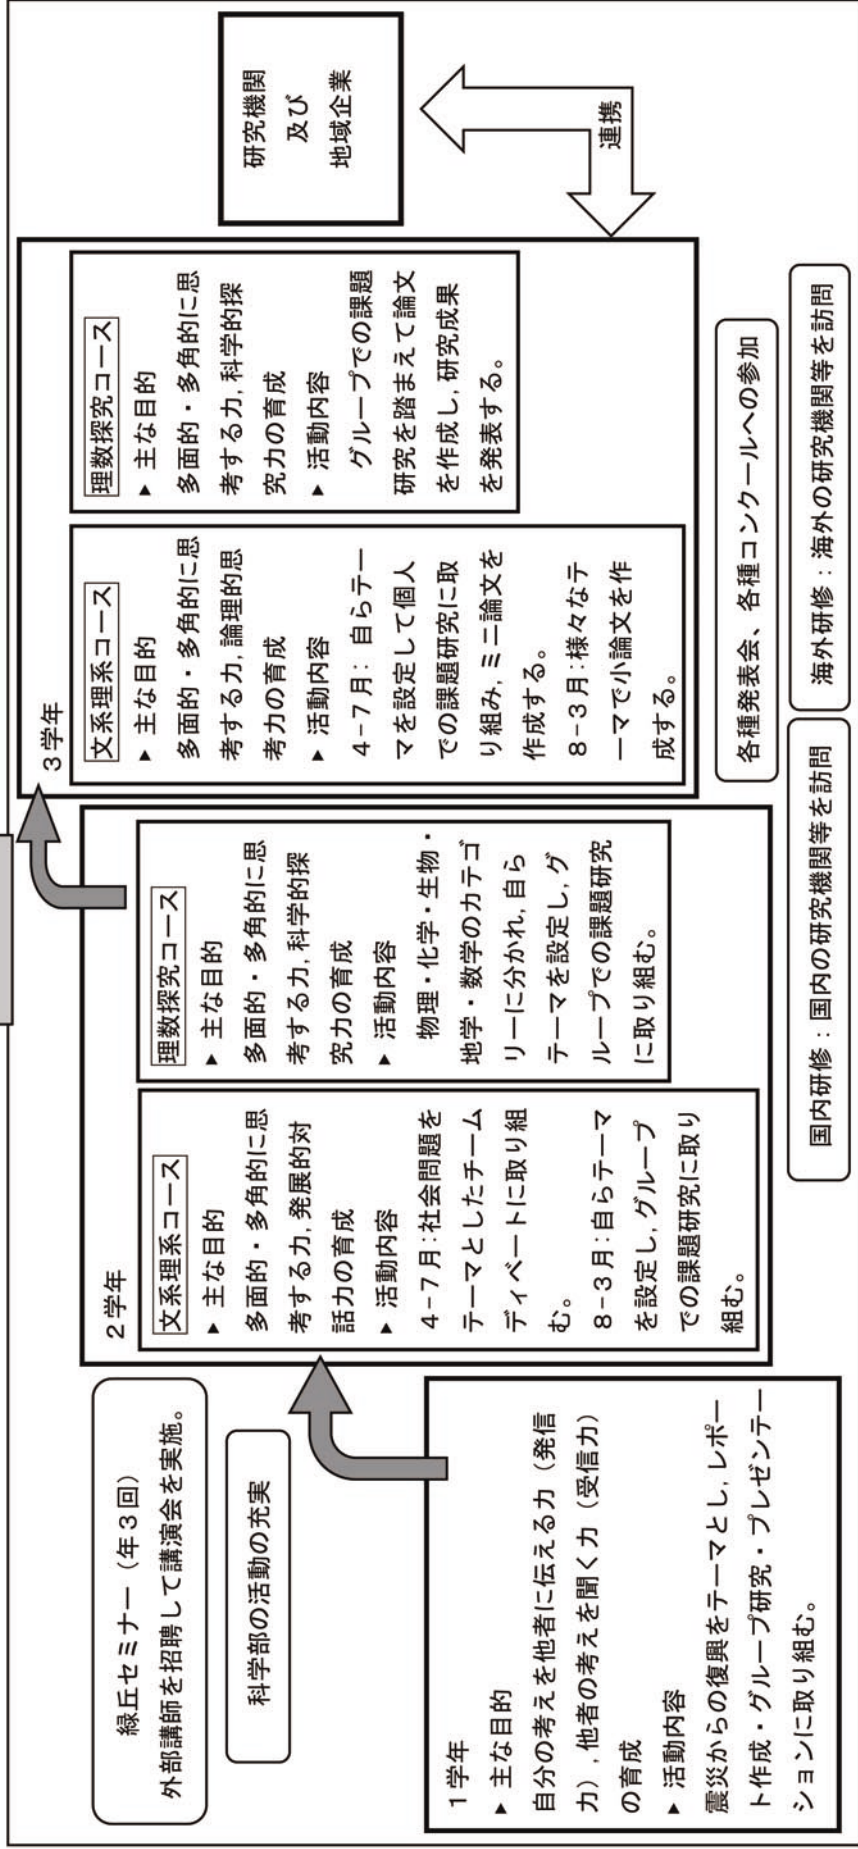 緑丘セミナー（年３回）
外部講師を招聘して講演会を実施。
科学部の活動の充実
１学年
▶ 主な目的
自分の考えを他者に伝える力（発信
力）,他者の考えを聞く力（受信力）
の育成
▶ 活動内容
震災からの復興をテーマとし,レポー
ト作成・グループ研究・プレゼンテー
ションに取り組む。
２学年
文系理系コース
▶ 主な目的
多面的・多角的に思
考する力,発展的対
話力の育成
▶ 活動内容
４-７月：社会問題を
テーマとしたチーム
ディベートに取り組
む。
８-３月：自らテーマ
を設定し,グループ
での課題研究に取り
組む。
理数探究コース
▶ 主な目的
多面的・多角的に思
考する力,科学的探
究力の育成
▶ 活動内容
物理・化学・生物・
地学・数学のカテゴ
リーに分かれ,自ら
テーマを設定し,グ
ループでの課題研究
に取り組む。
３学年
文系理系コース
▶ 主な目的
多面的・多角的に思
考する力,論理的思
考力の育成
▶ 活動内容
４-７月：自らテー
マを設定して個人
での課題研究に取
り組み,ミニ論文を
作成する。
８-３月：様々なテ
ーマで小論文を作
成する。
理数探究コース
▶ 主な目的
多面的・多角的に思
考する力,科学的探
究力の育成
▶ 活動内容
グループでの課題
研究を踏まえて論文
を作成し,研究成果
を発表する。
研究機関
及び
地域企業
連携
各種発表会、各種コンクールへの参加
国内研修：国内の研究機関等を訪問
海外研修：海外の研究機関等を訪問